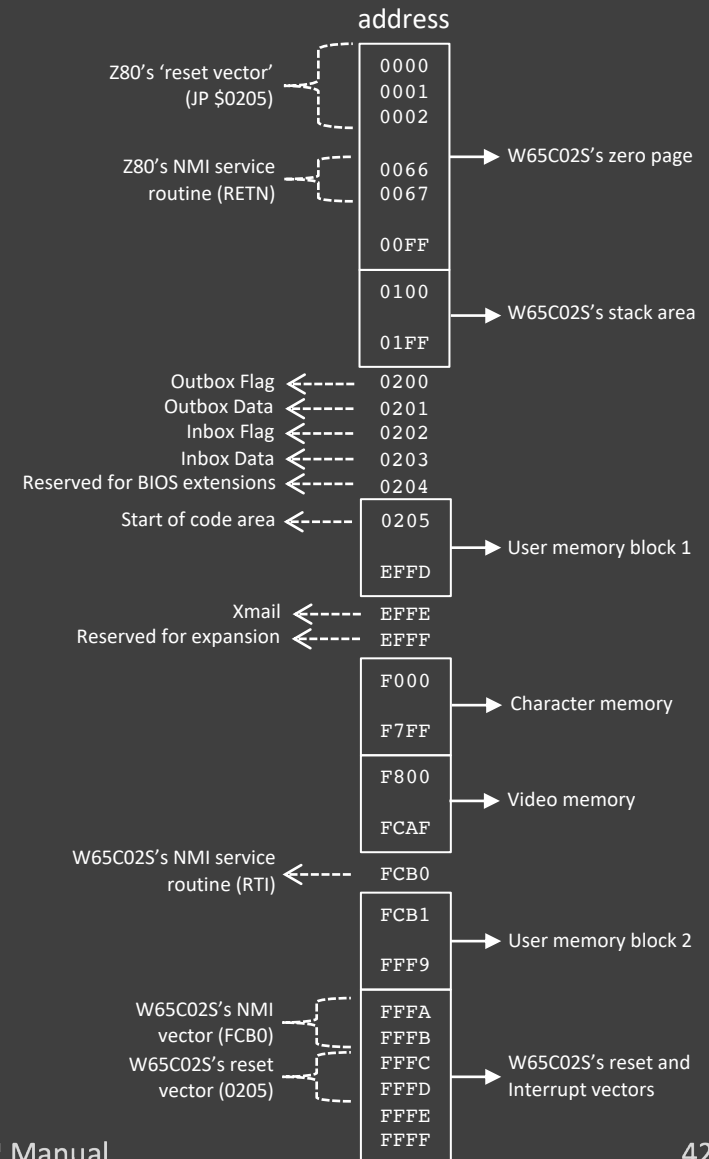 address
Z80's ‘reset vector’
(JP $0205)
0000
0001
0002
Z80's NMI service
routine (RETN)
0066
0067
W65C02S's zero page
00FF
0100
W65C02S's stack area
01FF
Outbox Flag 0200
Outbox Data 0201
Inbox Flag 0202
Inbox Data 0203
Reserved for BIOS extensions 0204
Start of code area 0205
User memory block 1
EFFD
Xmail EFFE
Reserved for expansion EFFF
F000
Character memory
F7FF
F800
Video memory
FCAF
W65C02S's NMI service
routine (RTI)
FCB0
FCB1
User memory block 2
FFF9
W65C02S's NMI
vector (FCB0)
FFFA
FFFB
W65C02S's reset
vector (0205)
FFFC
FFFD
W65C02S's reset and
Interrupt vectors
FFFE
FFFF
Manual 42